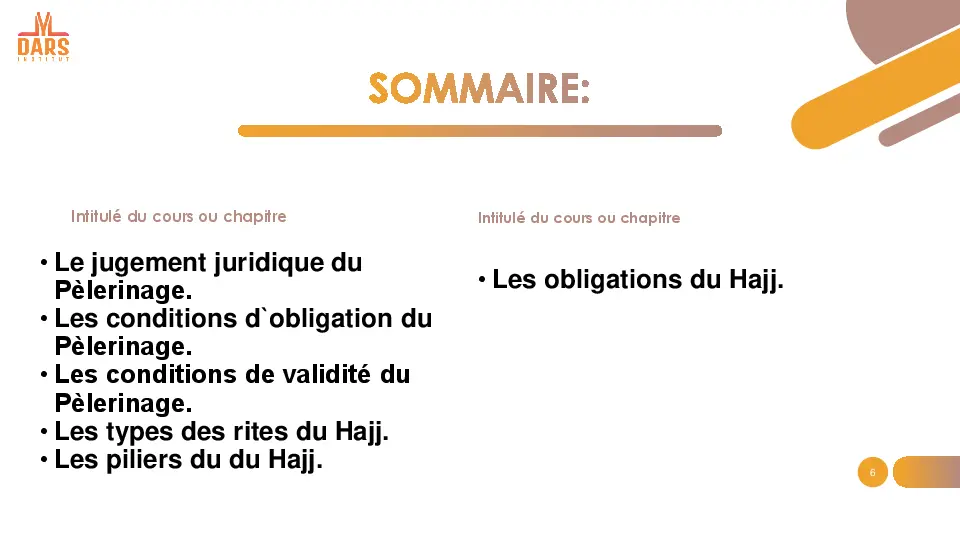 DARS
INSTITUT
SOMMAIRE:
Intitulé du cours ou chapitre
• Le jugement juridique du
Pèlerinage.
• Les conditions d`obligation du
Pèlerinage.
• Les conditions de validité du
Pèlerinage.
• Les types des rites du Hajj.
• Les piliers du du Hajj.
Intitulé du cours ou chapitre
• Les obligations du Hajj.
6